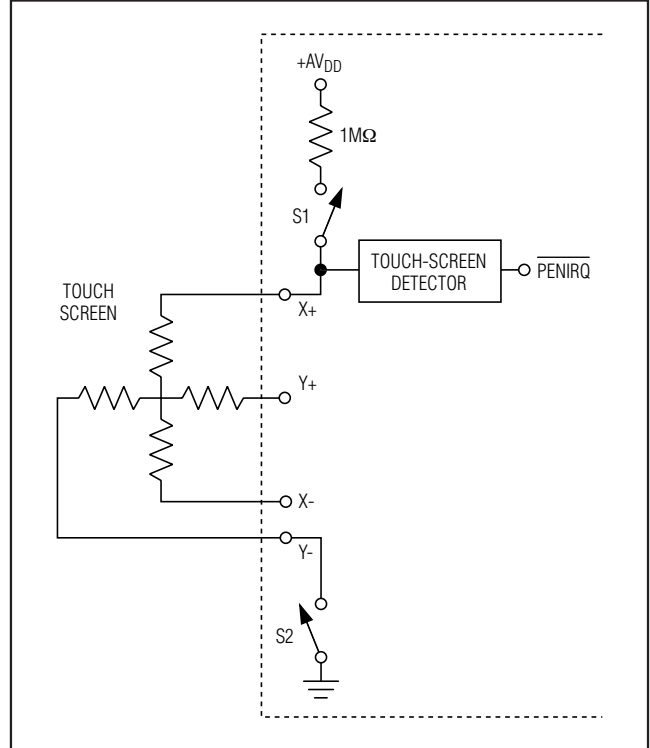 +AVDD
1MΩ
S1
TOUCH-SCREEN
DETECTOR
PENIRQ
TOUCH
SCREEN
X+
Y+
X-
Y-
S2